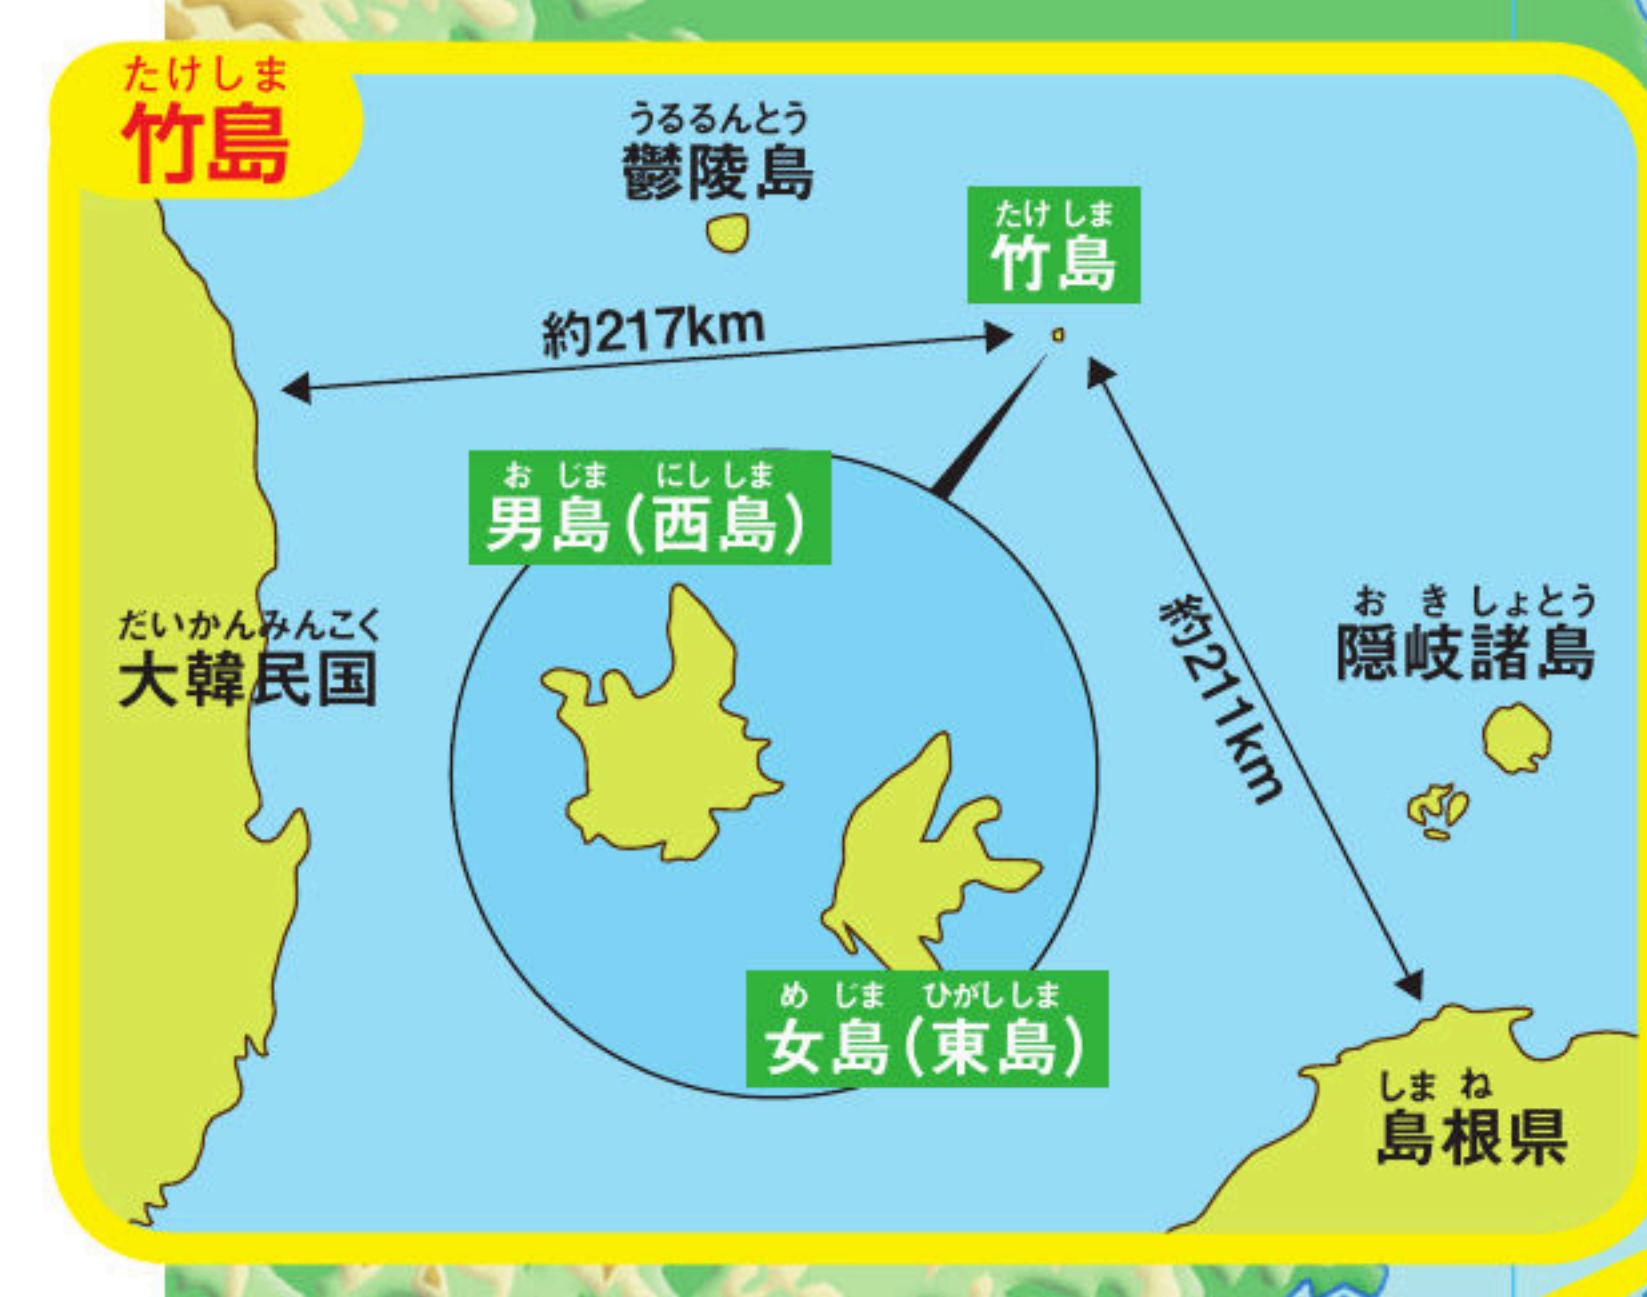 たけしま
竹島
うるるんとう
鬱陵島
たけ しま
竹島
約217km
お じま にし しま
男島(西島)
だいかんみんこく
大韓民国
約211km
お き しょとう
隠岐諸島
め じま ひがし しま
女島(東島)
しま ね
島根県